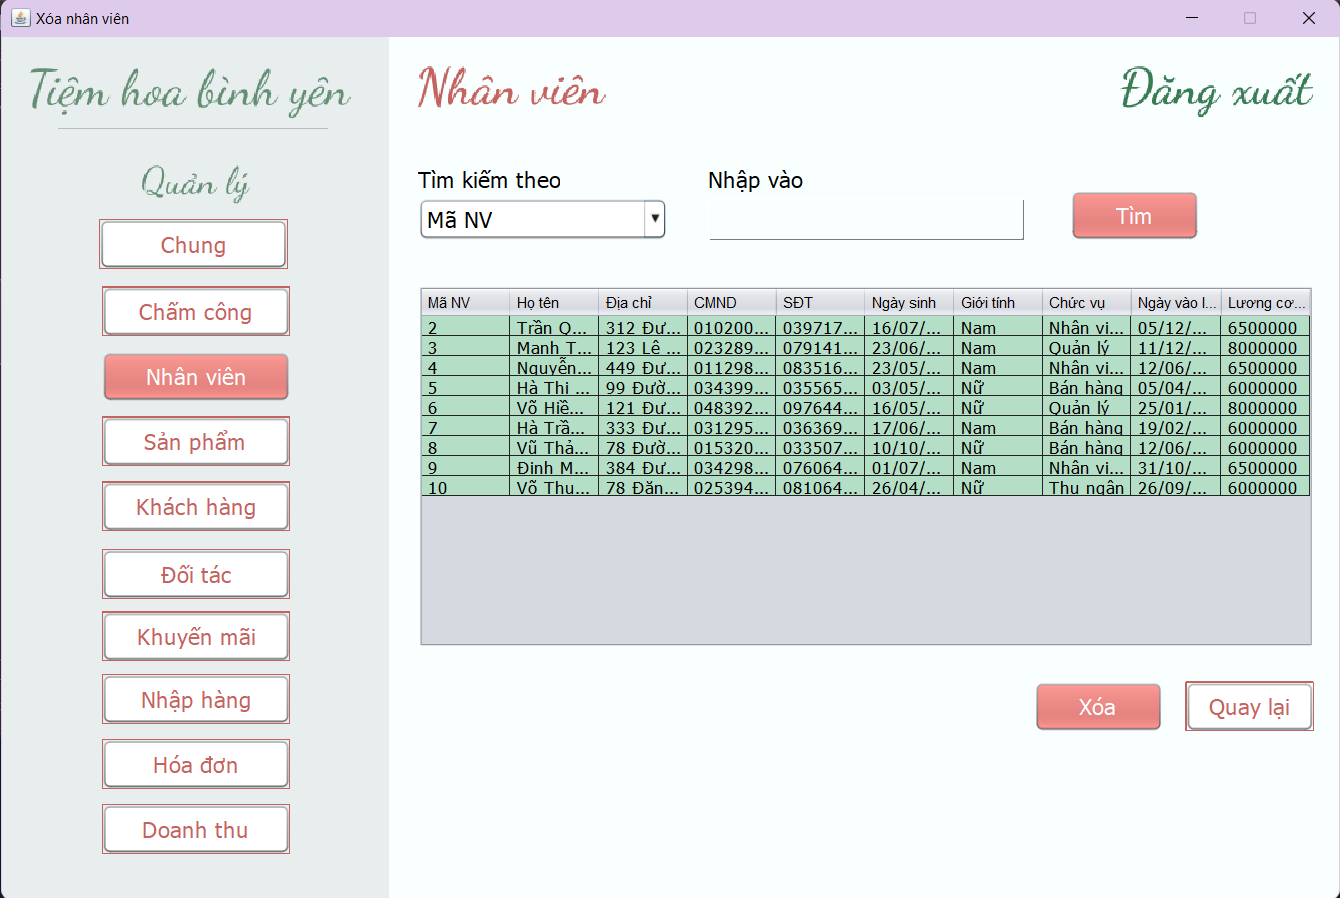 Xóa nhân viên
Tiệm hoa bình yên
Quản lý
Chung
Chấm công
Nhân viên
Sản phẩm
Khách hàng
Đối tác
Khuyến mãi
Nhập hàng
Hóa đơn
Doanh thu
Nhân viên
Đăng xuất
Tìm kiếm theo
Nhập vào
Mã NV
Tìm
Mã NV Họ tên Địa chỉ CMND SĐT Ngày sinh Giới tính Chức vụ Ngày vào l... Lương cơ...
2 Trần Q... 312 Đư... 010200... 039717... 16/07/... Nam Nhân vi... 05/12/... 6500000
3 Manh T... 123 Lê ... 023289... 079141... 23/06/... Nam Quản lý 11/12/... 8000000
4 Nguyễn... 449 Đư... 011298... 083516... 23/05/... Nam Nhân vi... 12/06/... 6500000
5 Hà Thi ... 99 Đườ... 034399... 035565... 03/05/... Nữ Bán hàng 05/04/... 6000000
6 Võ Hiề... 121 Đư... 048392... 097644... 16/05/... Nữ Quản lý 25/01/... 8000000
7 Hà Trầ... 333 Đư... 031295... 036369... 17/06/... Nam Bán hàng 19/02/... 6000000
8 Vũ Thả... 78 Đườ... 015320... 033507... 10/10/... Nữ Bán hàng 12/06/... 6000000
9 Đinh M... 384 Đư... 034298... 076064... 01/07/... Nam Nhân vi... 31/10/... 6500000
10 Võ Thu... 78 Đăn... 025394... 081064... 26/04/... Nữ Thu ngân 26/09/... 6000000
Xóa
Quay lại